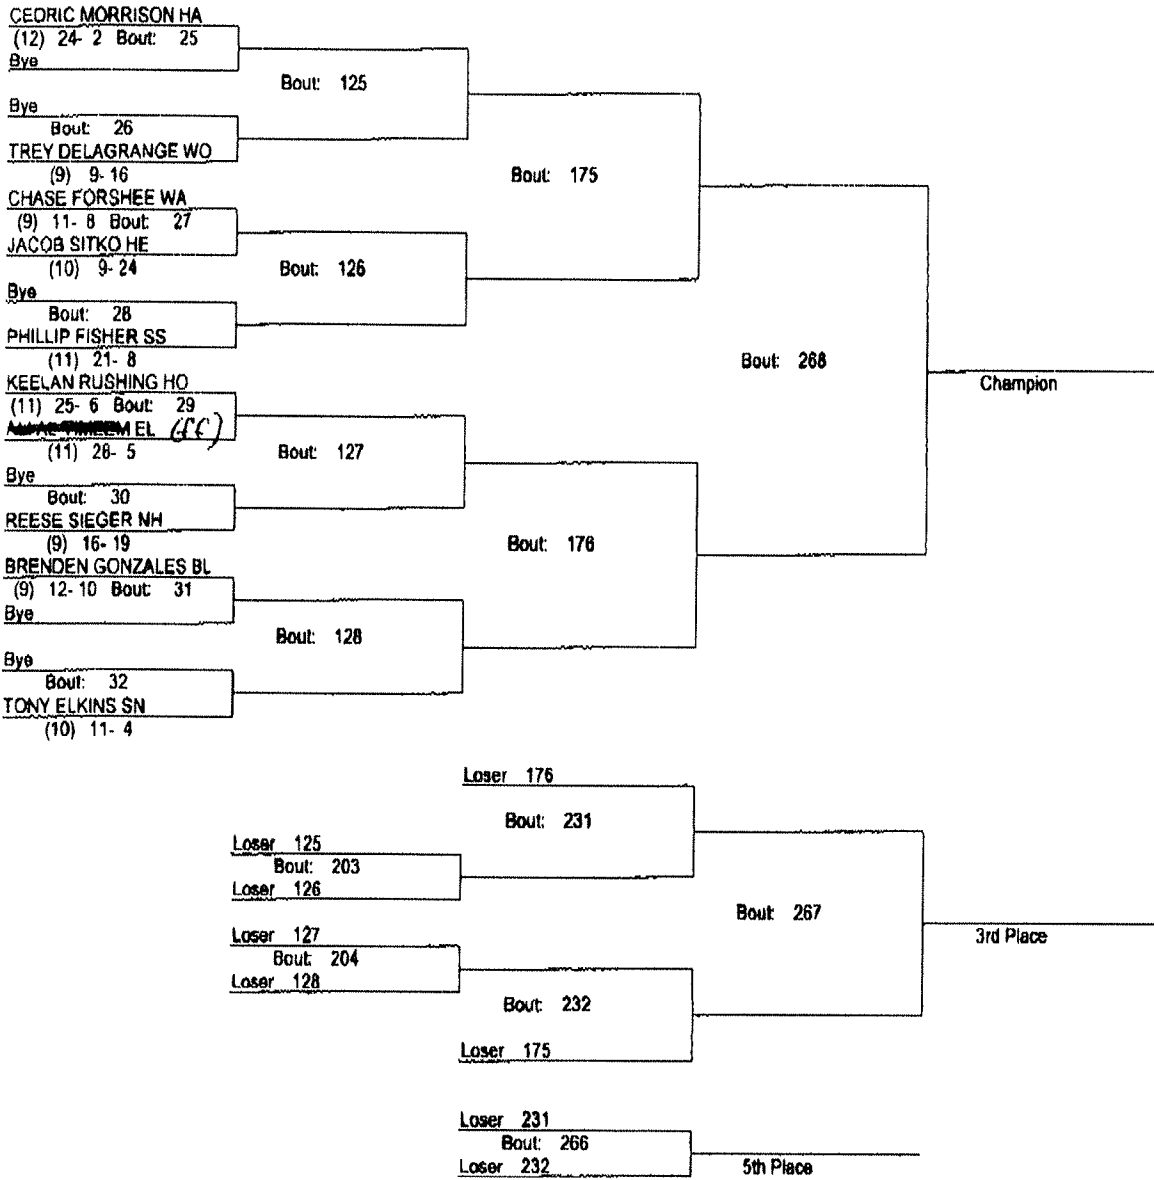 CEDRIC MORRISON HA
(12) 24- 2 Bout: 25
Bye
Bout: 125
Bye
Bout: 26
TREY DELAGRANGE WO
(9) 9- 16
Bout: 175
CHASE FORSHEE WA
(9) 11- 8 Bout: 27
JACOB SITKO HE
(10) 9- 24
Bout: 126
Bye
Bout: 28
PHILLIP FISHER SS
(11) 21- 8
Bout: 268
Champion
KEELAN RUSHING HO
(11) 25- 6 Bout: 29
EL (ff)
(11) 28- 5
Bout: 127
Bye
Bout: 30
REESE SIEGER NH
(9) 16- 19
Bout: 176
BRENDEN GONZALES BL
(9) 12- 10 Bout: 31
Bye
Bout: 128
Bye
Bout: 32
TONY ELKINS SN
(10) 11- 4
Loser 176
Bout: 231
Loser 125
Bout: 203
Loser 126
Bout: 267
3rd Place
Loser 127
Bout: 204
Loser 128
Bout: 232
Loser 175
Loser 231
Bout: 266
Loser 232
5th Place